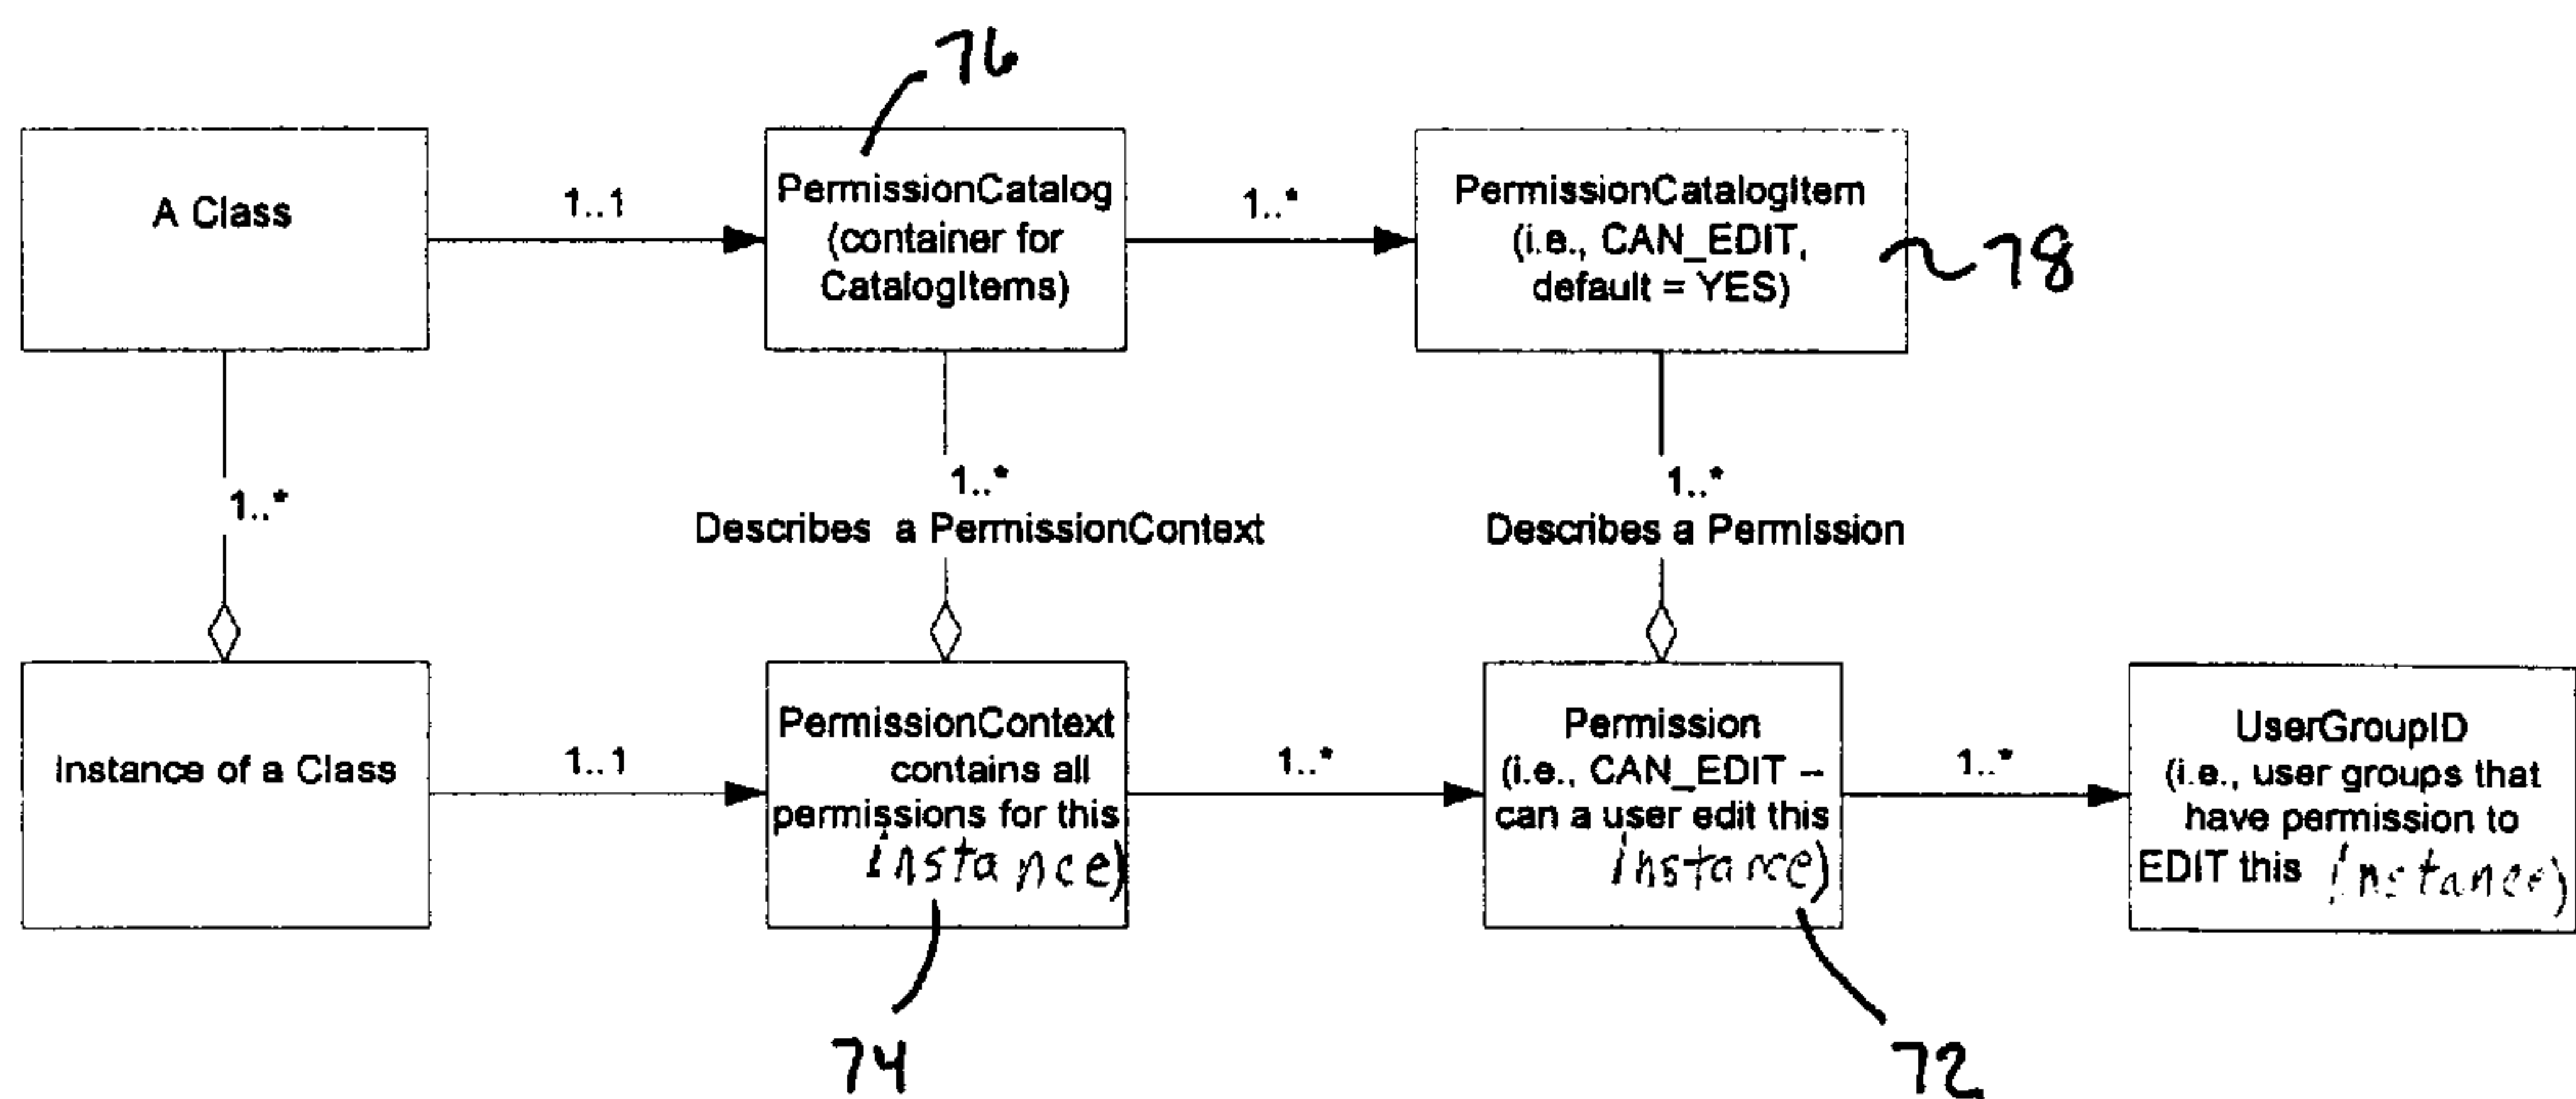 76
A Class
1..1
PermissionCatalog
(container for
CatalogItems)
1..*
PermissionCatalogItem
(i.e., CAN_EDIT,
default = YES)
78
1..*
1..*
Describes a PermissionContext
1..*
Describes a Permission
Instance of a Class
1..1
PermissionContext
contains all
permissions for this
instance)
1..*
Permission
(i.e., CAN_EDIT –
can a user edit this
instance)
1..*
UserGroupID
(i.e., user groups that
have permission to
EDIT this instance)
74
72